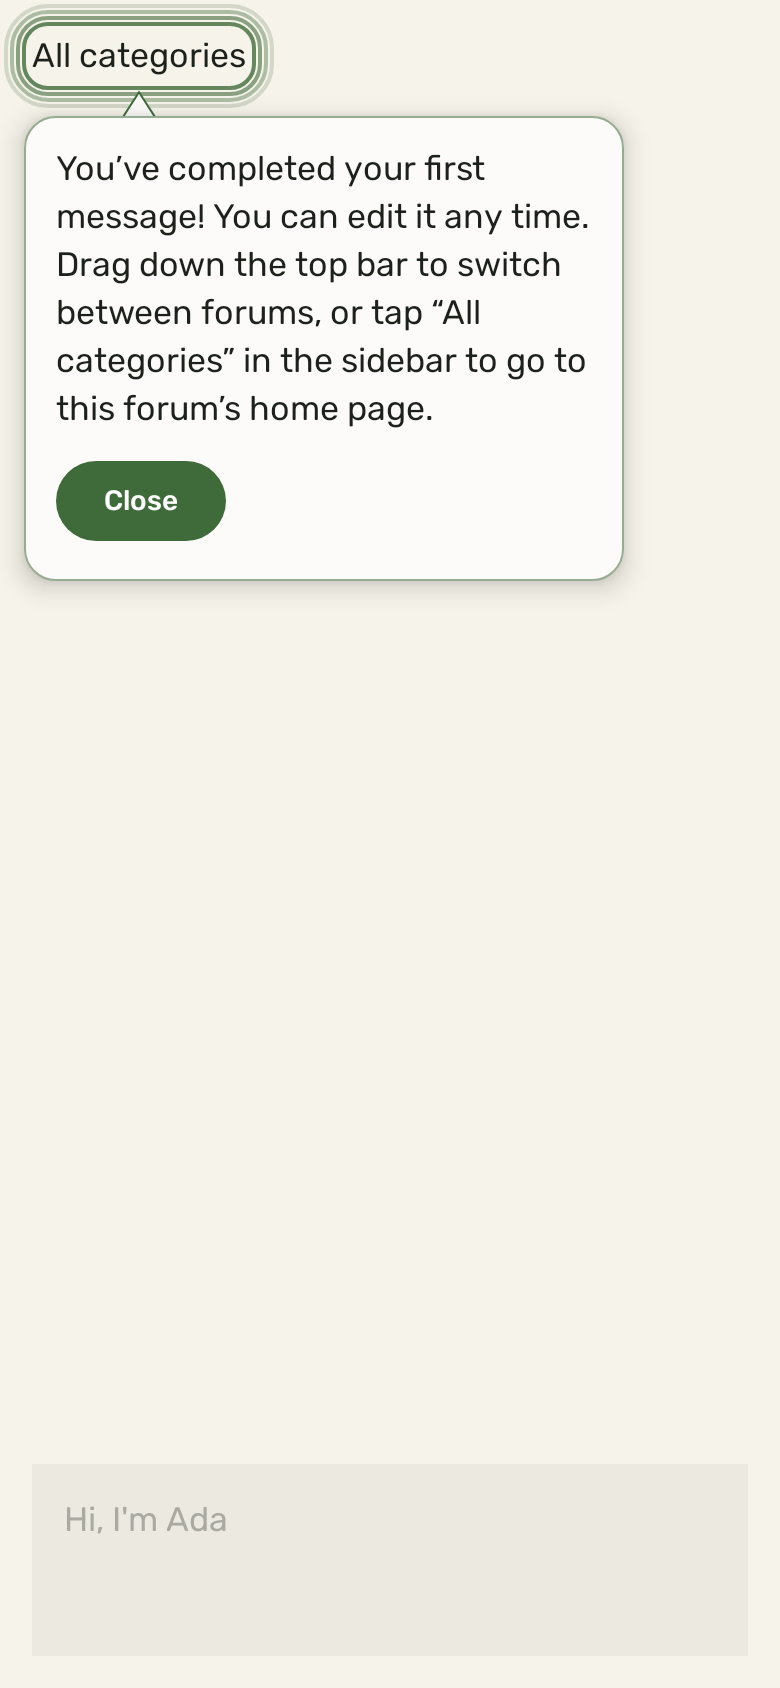 All categories
You’ve completed your first
message! You can edit it any time.
Drag down the top bar to switch
between forums, or tap “All
categories” in the sidebar to go to
this forum’s home page.
Close
Hi, I'm Ada